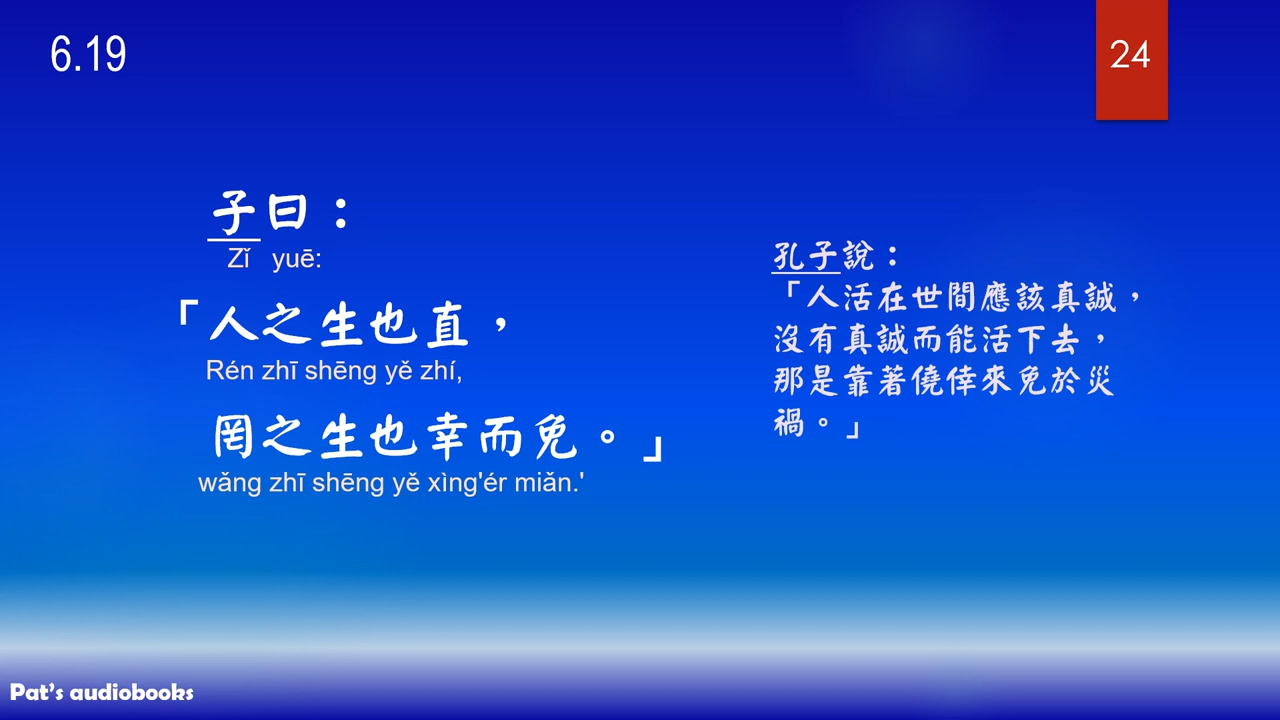 6.19
24
子曰：
Zǐ yuē:
「人之生也直，
Rén zhī shēng yě zhí,
罔之生也幸而免。」
wǎng zhī shēng yě xìng'ér miǎn.'
孔子說：
「人活在世間應該真誠，
沒有真誠而能活下去，
那是靠著僥倖來免於災
禍。」
Pat's audiobooks